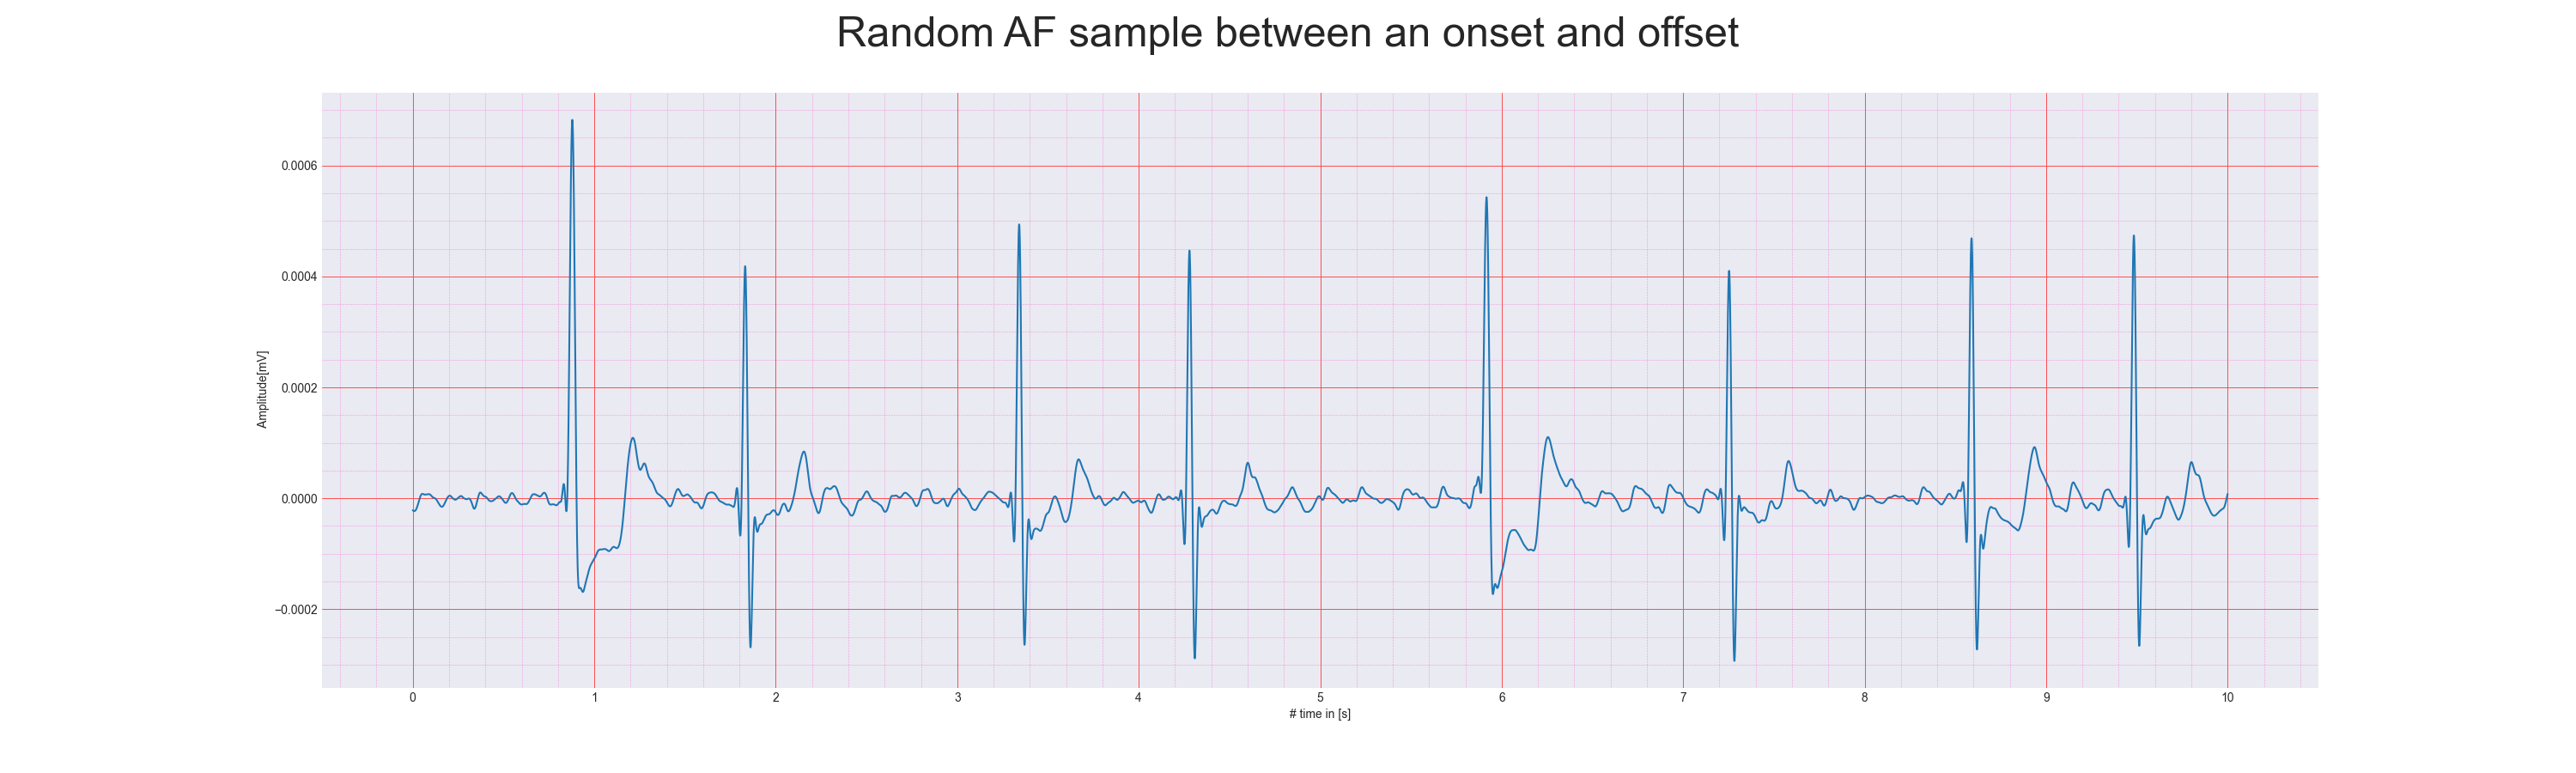 Random AF sample between an onset and offset
0.0006
0.0004
0.0002
0.0000
−0.0002
Amplitude[mV]
0 1 2 3 4 5 6 7 8 9 10
# time in [s]